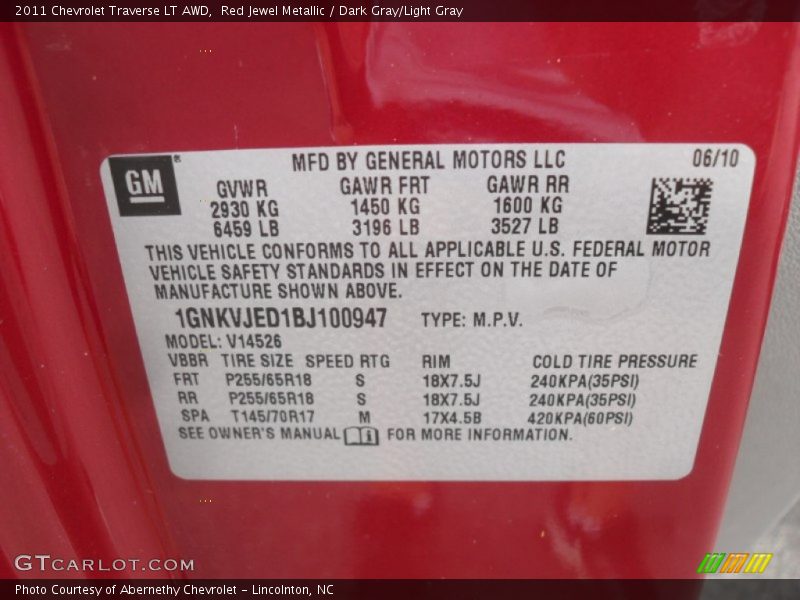 2011 Chevrolet Traverse LT AWD,  Red Jewel Metallic / Dark Gray/Light Gray
GM®
MFD BY GENERAL MOTORS LLC 06/10
GVWR GAWR FRT GAWR RR
2930 KG 1450 KG 1600 KG
6459 LB 3196 LB 3527 LB
THIS VEHICLE CONFORMS TO ALL APPLICABLE U.S. FEDERAL MOTOR
VEHICLE SAFETY STANDARDS IN EFFECT ON THE DATE OF
MANUFACTURE SHOWN ABOVE.
1GNKVJED1BJ100947 TYPE: M.P.V.
MODEL: V14526
VBBR TIRE SIZE SPEED RTG RIM COLD TIRE PRESSURE
FRT P255/65R18 S 18X7.5J 240KPA(35PSI)
RR P255/65R18 S 18X7.5J 240KPA(35PSI)
SPA T145/70R17 M 17X4.5B 420KPA(60PSI)
SEE OWNER'S MANUAL FOR MORE INFORMATION.
GTCARLOT.COM
Photo Courtesy of Abernethy Chevrolet - Lincolnton, NC